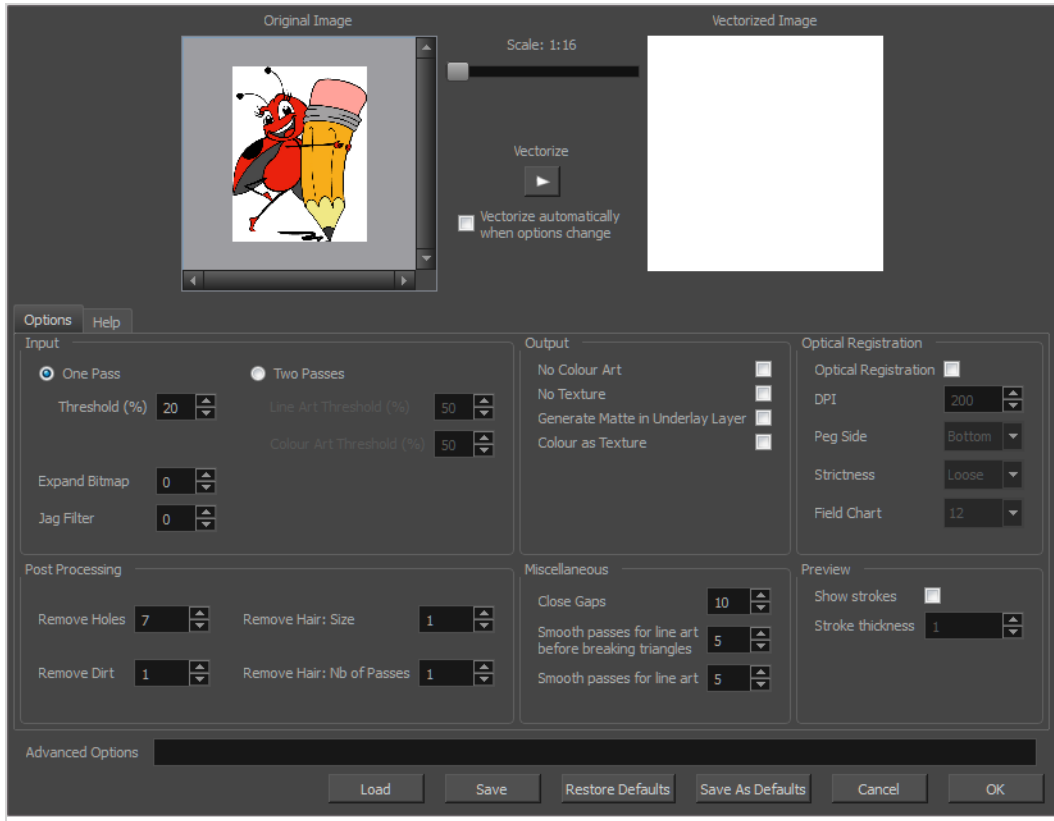 Original Image
Vectorized Image
Scale: 1:16
Vectorize
Vectorize automatically
when options change
Options
Help
Input
One Pass
Two Passes
Threshold (%) 20
Line Art Threshold (%) 50
Colour Art Threshold (%) 50
Expand Bitmap 0
Jag Filter 0
Output
No Colour Art
No Texture
Generate Matte in Underlay Layer
Colour as Texture
Optical Registration
Optical Registration
DPI 200
Peg Side Bottom
Strictness Loose
Field Chart 12
Post Processing
Remove Holes 7
Remove Hair: Size 1
Remove Dirt 1
Remove Hair: Nb of Passes 1
Miscellaneous
Close Gaps 10
Smooth passes for line art
before breaking triangles 5
Smooth passes for line art 5
Preview
Show strokes
Stroke thickness 1
Advanced Options
Load
Save
Restore Defaults
Save As Defaults
Cancel
OK